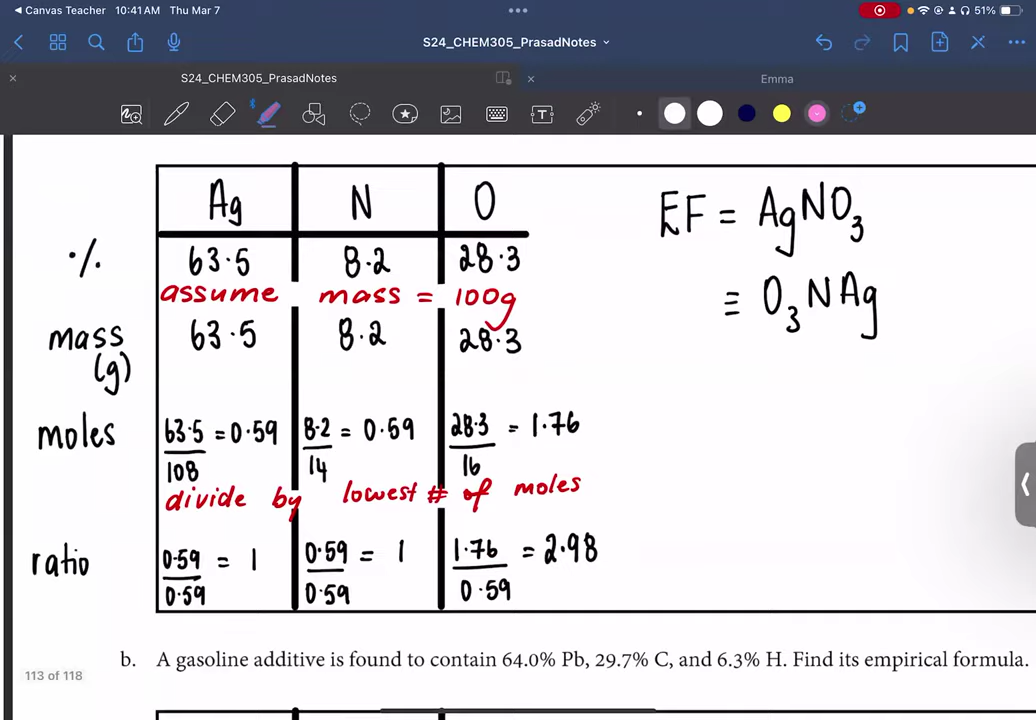 Canvas Teacher 10:41 AM Thu Mar 7
51%
S24_CHEM305_PrasadNotes
S24_CHEM305_PrasadNotes
Emma
Ag N O
% 63.5 8.2 28.3
assume mass = 100g
mass (g) 63.5 8.2 28.3
moles 63.5/108 = 0.59 8.2/14 = 0.59 28.3/16 = 1.76
divide by lowest # of moles
ratio 0.59/0.59 = 1 0.59/0.59 = 1 1.76/0.59 = 2.98
EF = AgNO3
≡ O3NAg
b. A gasoline additive is found to contain 64.0% Pb, 29.7% C, and 6.3% H. Find its empirical formula.
113 of 118